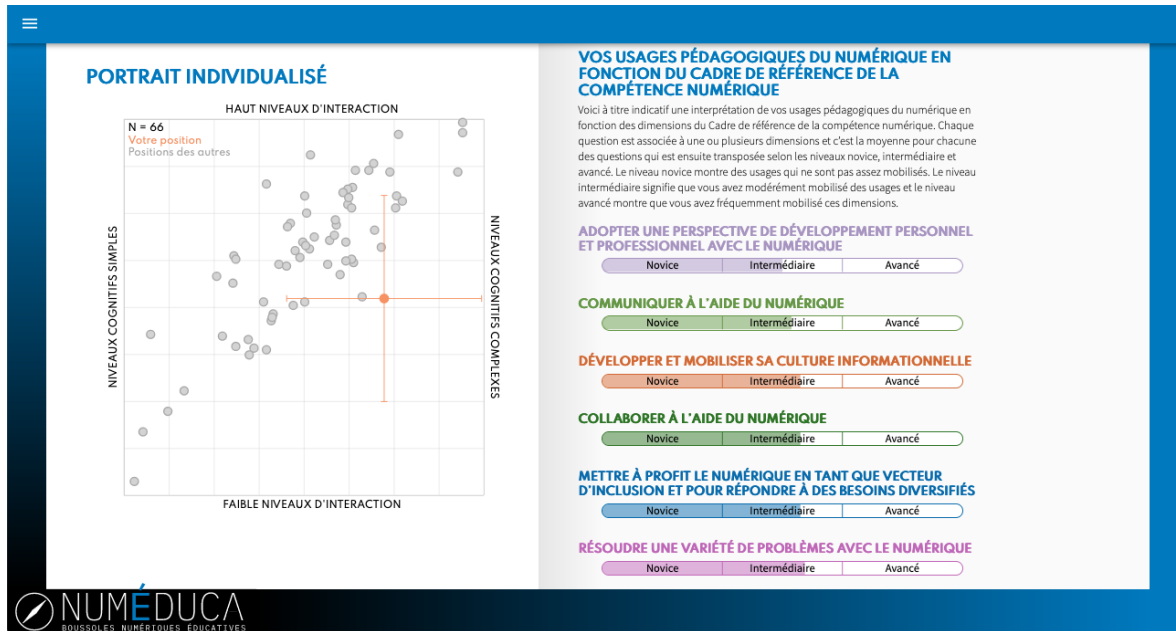 PORTRAIT INDIVIDUALISÉ
HAUT NIVEAUX D'INTERACTION
N = 66
Votre position
Positions des autres
NIVEAUX COGNITIFS SIMPLES
NIVEAUX COGNITIFS COMPLEXES
FAIBLE NIVEAUX D'INTERACTION
VOS USAGES PÉDAGOGIQUES DU NUMÉRIQUE EN
FONCTION DU CADRE DE RÉFÉRENCE DE LA
COMPÉTENCE NUMÉRIQUE
Voici à titre indicatif une interprétation de vos usages pédagogiques du numérique en
fonction des dimensions du Cadre de référence de la compétence numérique. Chaque
question est associée à une ou plusieurs dimensions et c'est la moyenne pour chacune
des questions qui est ensuite transposée selon les niveaux novice, intermédiaire et
avancé. Le niveau novice montre des usages qui ne sont pas assez mobilisés. Le niveau
intermédiaire signifie que vous avez modérément mobilisé des usages et le niveau
avancé montre que vous avez fréquemment mobilisé ces dimensions.
ADOPTER UNE PERSPECTIVE DE DÉVELOPPEMENT PERSONNEL
ET PROFESSIONNEL AVEC LE NUMÉRIQUE
Novice Intermédiaire Avancé
COMMUNIQUER À L'AIDE DU NUMÉRIQUE
Novice Intermédiaire Avancé
DÉVELOPPER ET MOBILISER SA CULTURE INFORMATIONNELLE
Novice Intermédiaire Avancé
COLLABORER À L'AIDE DU NUMÉRIQUE
Novice Intermédiaire Avancé
METTRE À PROFIT LE NUMÉRIQUE EN TANT QUE VECTEUR
D'INCLUSION ET POUR RÉPONDRE À DES BESOINS DIVERSIFIÉS
Novice Intermédiaire Avancé
RÉSOUDRE UNE VARIÉTÉ DE PROBLÈMES AVEC LE NUMÉRIQUE
Novice Intermédiaire Avancé
NUMÉDUCA
BOUSSOLES NUMÉRIQUES ÉDUCATIVES